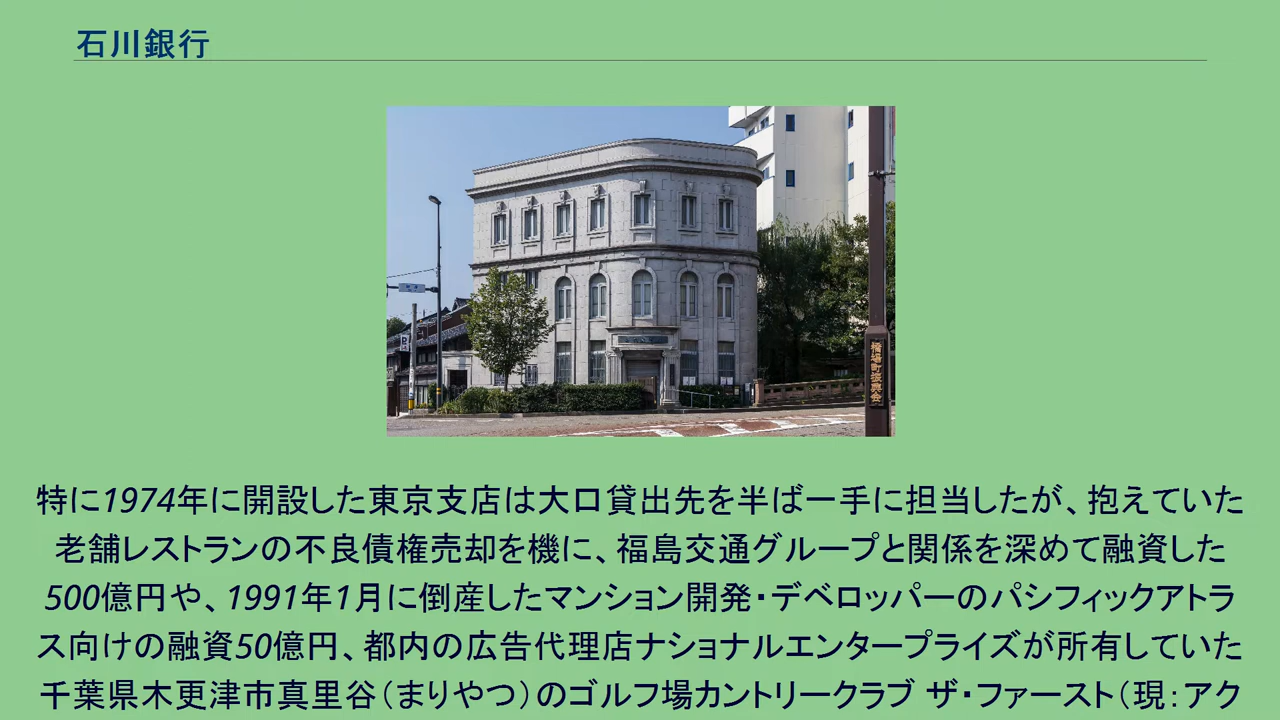 石川銀行
橋場町振興会
特に1974年に開設した東京支店は大口貸出先を半ば一手に担当したが、抱えていた
老舗レストランの不良債権売却を機に、福島交通グループと関係を深めて融資した
500億円や、1991年1月に倒産したマンション開発・デベロッパーのパシフィックアトラ
ス向けの融資50億円、都内の広告代理店ナショナルエンタープライズが所有していた
千葉県木更津市真里谷（まりやつ）のゴルフ場カントリークラブ ザ・ファースト（現：アク